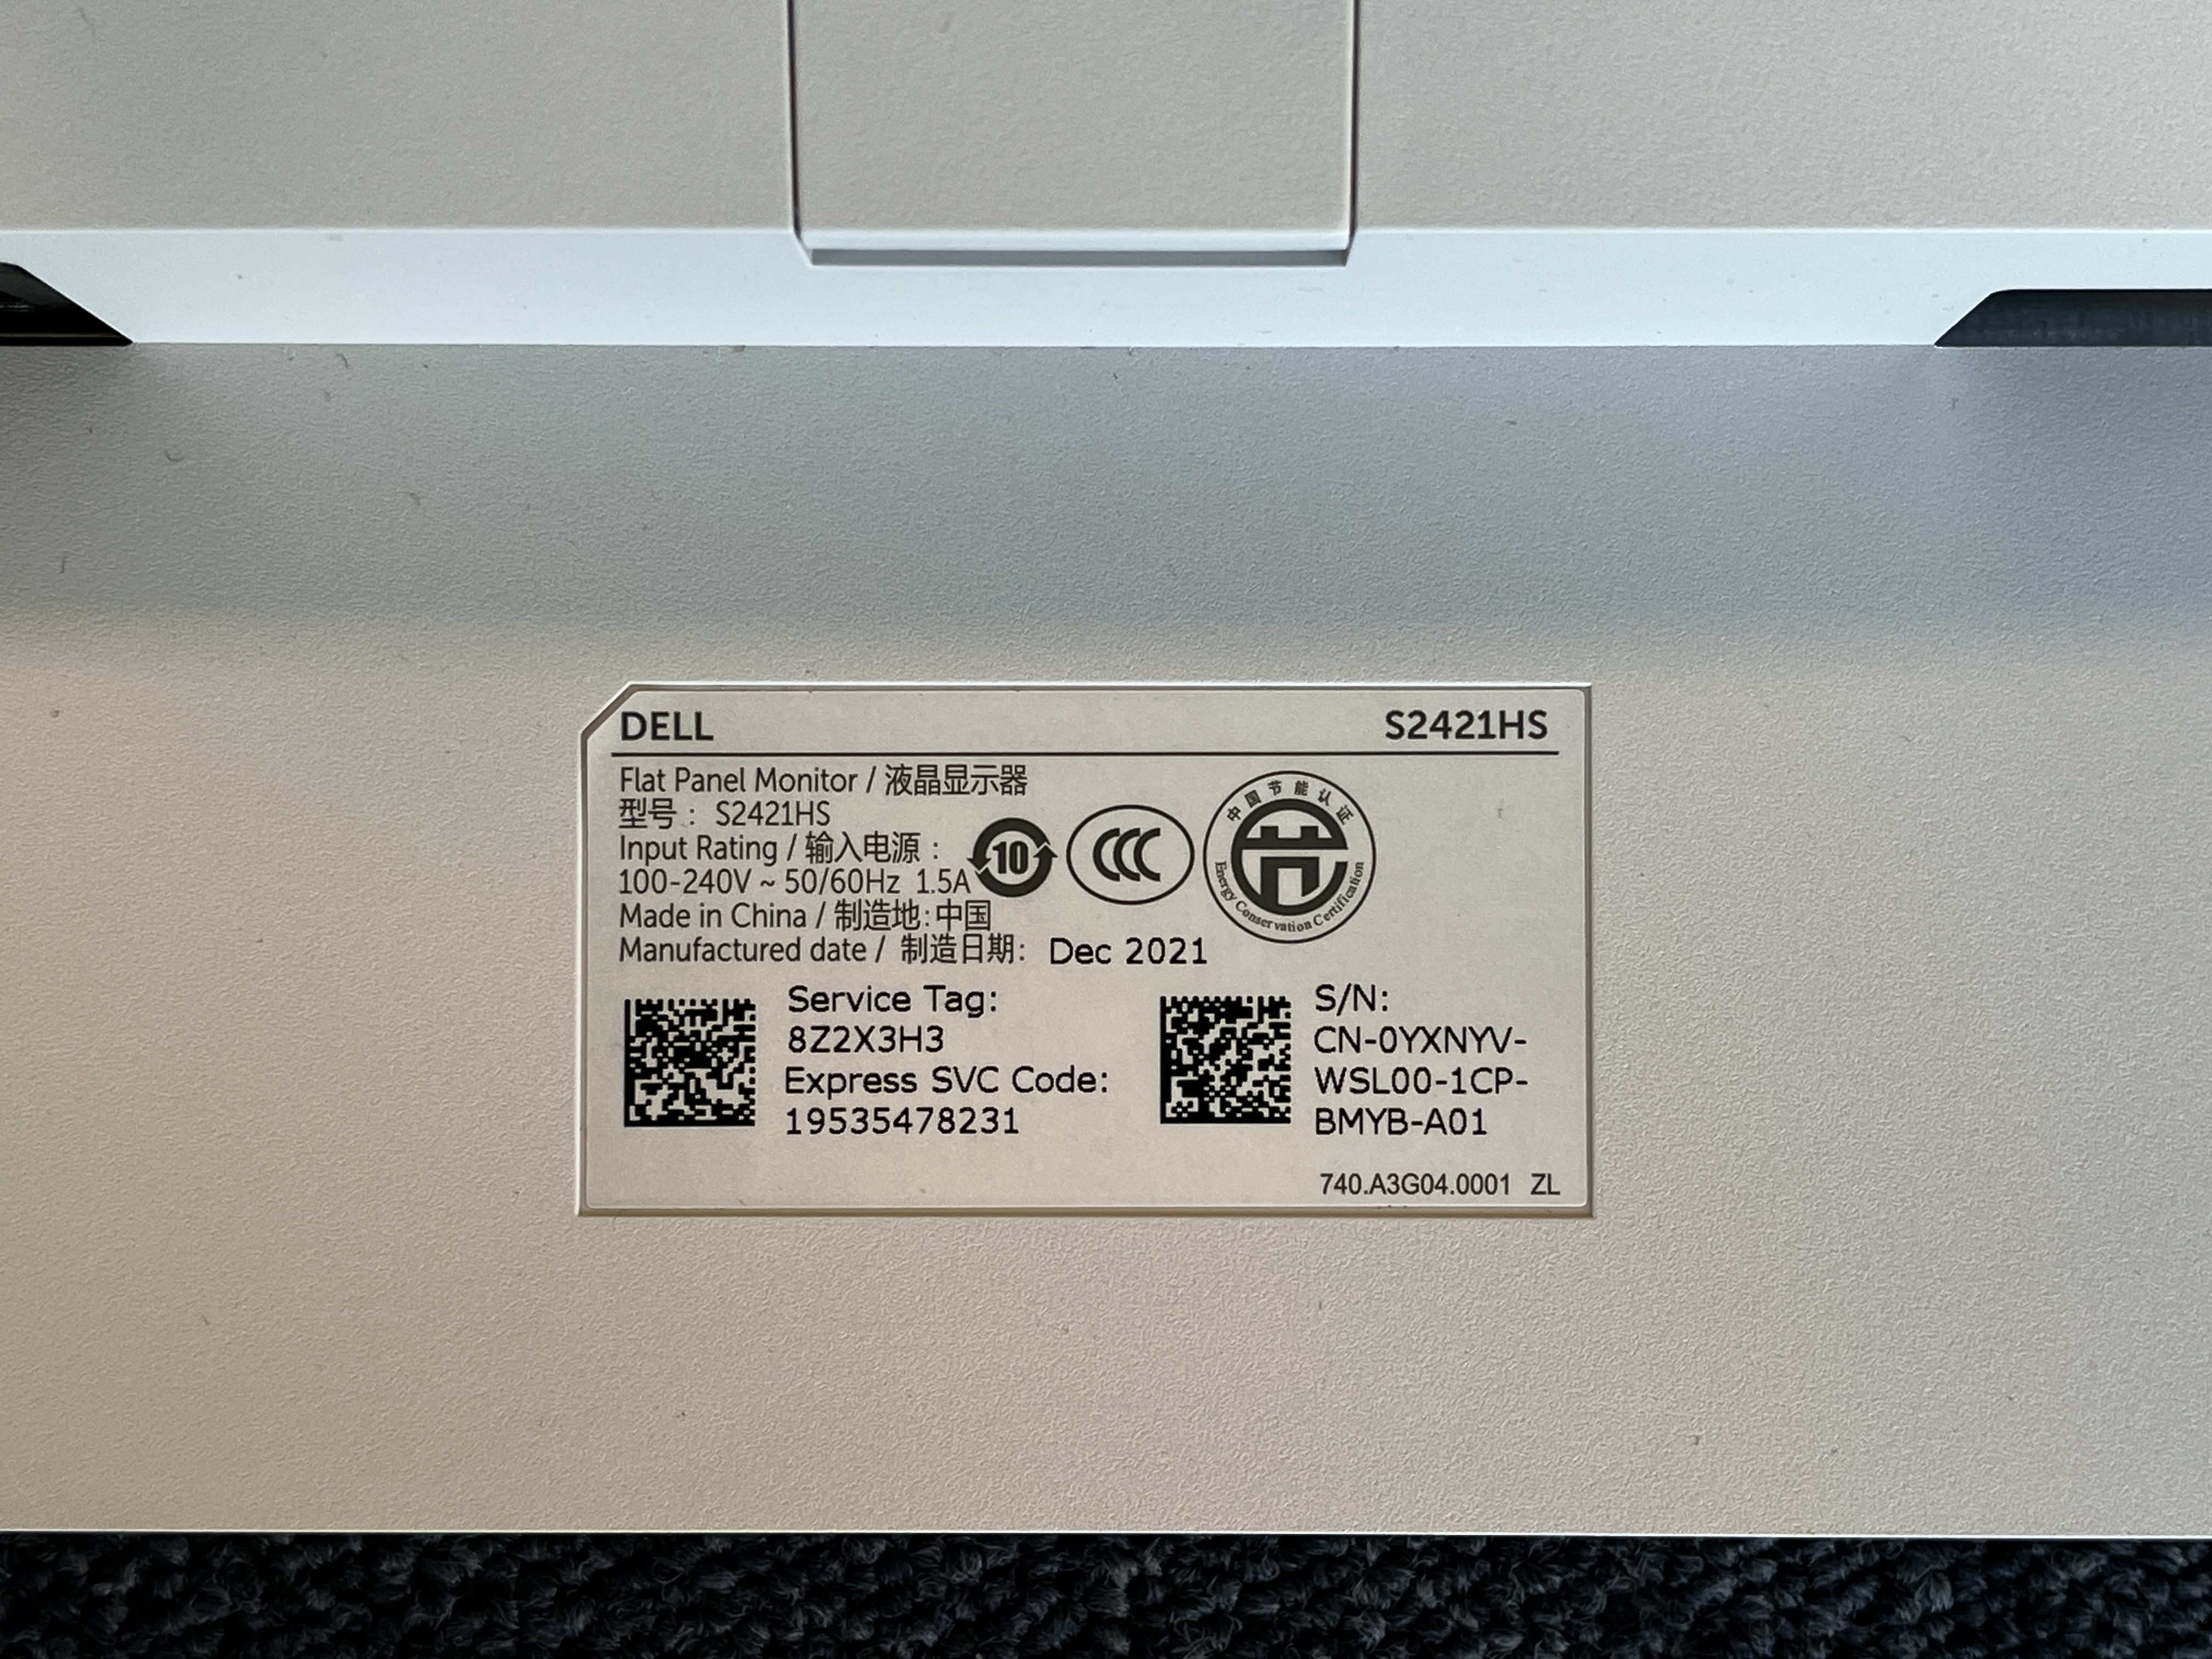 DELL
S2421HS
Flat Panel Monitor / 液晶显示器
型号： S2421HS
Input Rating / 输入电源：
100-240V ~ 50/60Hz 1.5A
Made in China / 制造地:中国
Manufactured date / 制造日期: Dec 2021
10
CCC
中国节能认证
Energy Conservation Certification
Service Tag:
8Z2X3H3
Express SVC Code:
19535478231
S/N:
CN-0YXNYV-
WSL00-1CP-
BMYB-A01
740.A3G04.0001 ZL